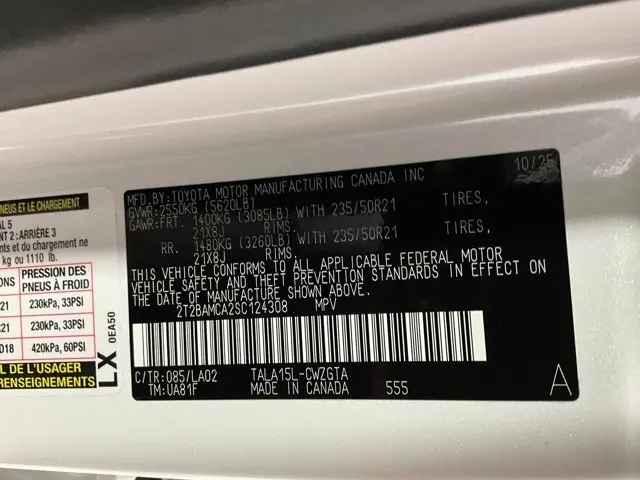 PNEUS ET LE CHARGEMENT
AL 5
NT 2 : ARRIÈRE 3
ents et du chargement ne
kg ou 1110 lb.
ONS PRESSION DES PNEUS À FROID
21 230kPa, 33PSI
21 230kPa, 33PSI
D18 420kPa, 60PSI
L DE L'USAGER
RENSEIGNEMENTS
LX 0EA50
10/25
MFD.BY:TOYOTA MOTOR MANUFACTURING CANADA INC
GVWR:2550KG (5620LB)
GAWR:FRT. 1400KG (3085LB) WITH 235/50R21 TIRES,
21X8J RIMS.
RR. 1480KG (3260LB) WITH 235/50R21 TIRES,
21X8J RIMS.
THIS VEHICLE CONFORMS TO ALL APPLICABLE FEDERAL MOTOR
VEHICLE SAFETY AND THEFT PREVENTION STANDARDS IN EFFECT ON
THE DATE OF MANUFACTURE SHOWN ABOVE.
2T2BAMCA2SC124308 MPV
C/TR:085/LA02 TALA15L-CWZGTA
TM:UA81F MADE IN CANADA 555
A